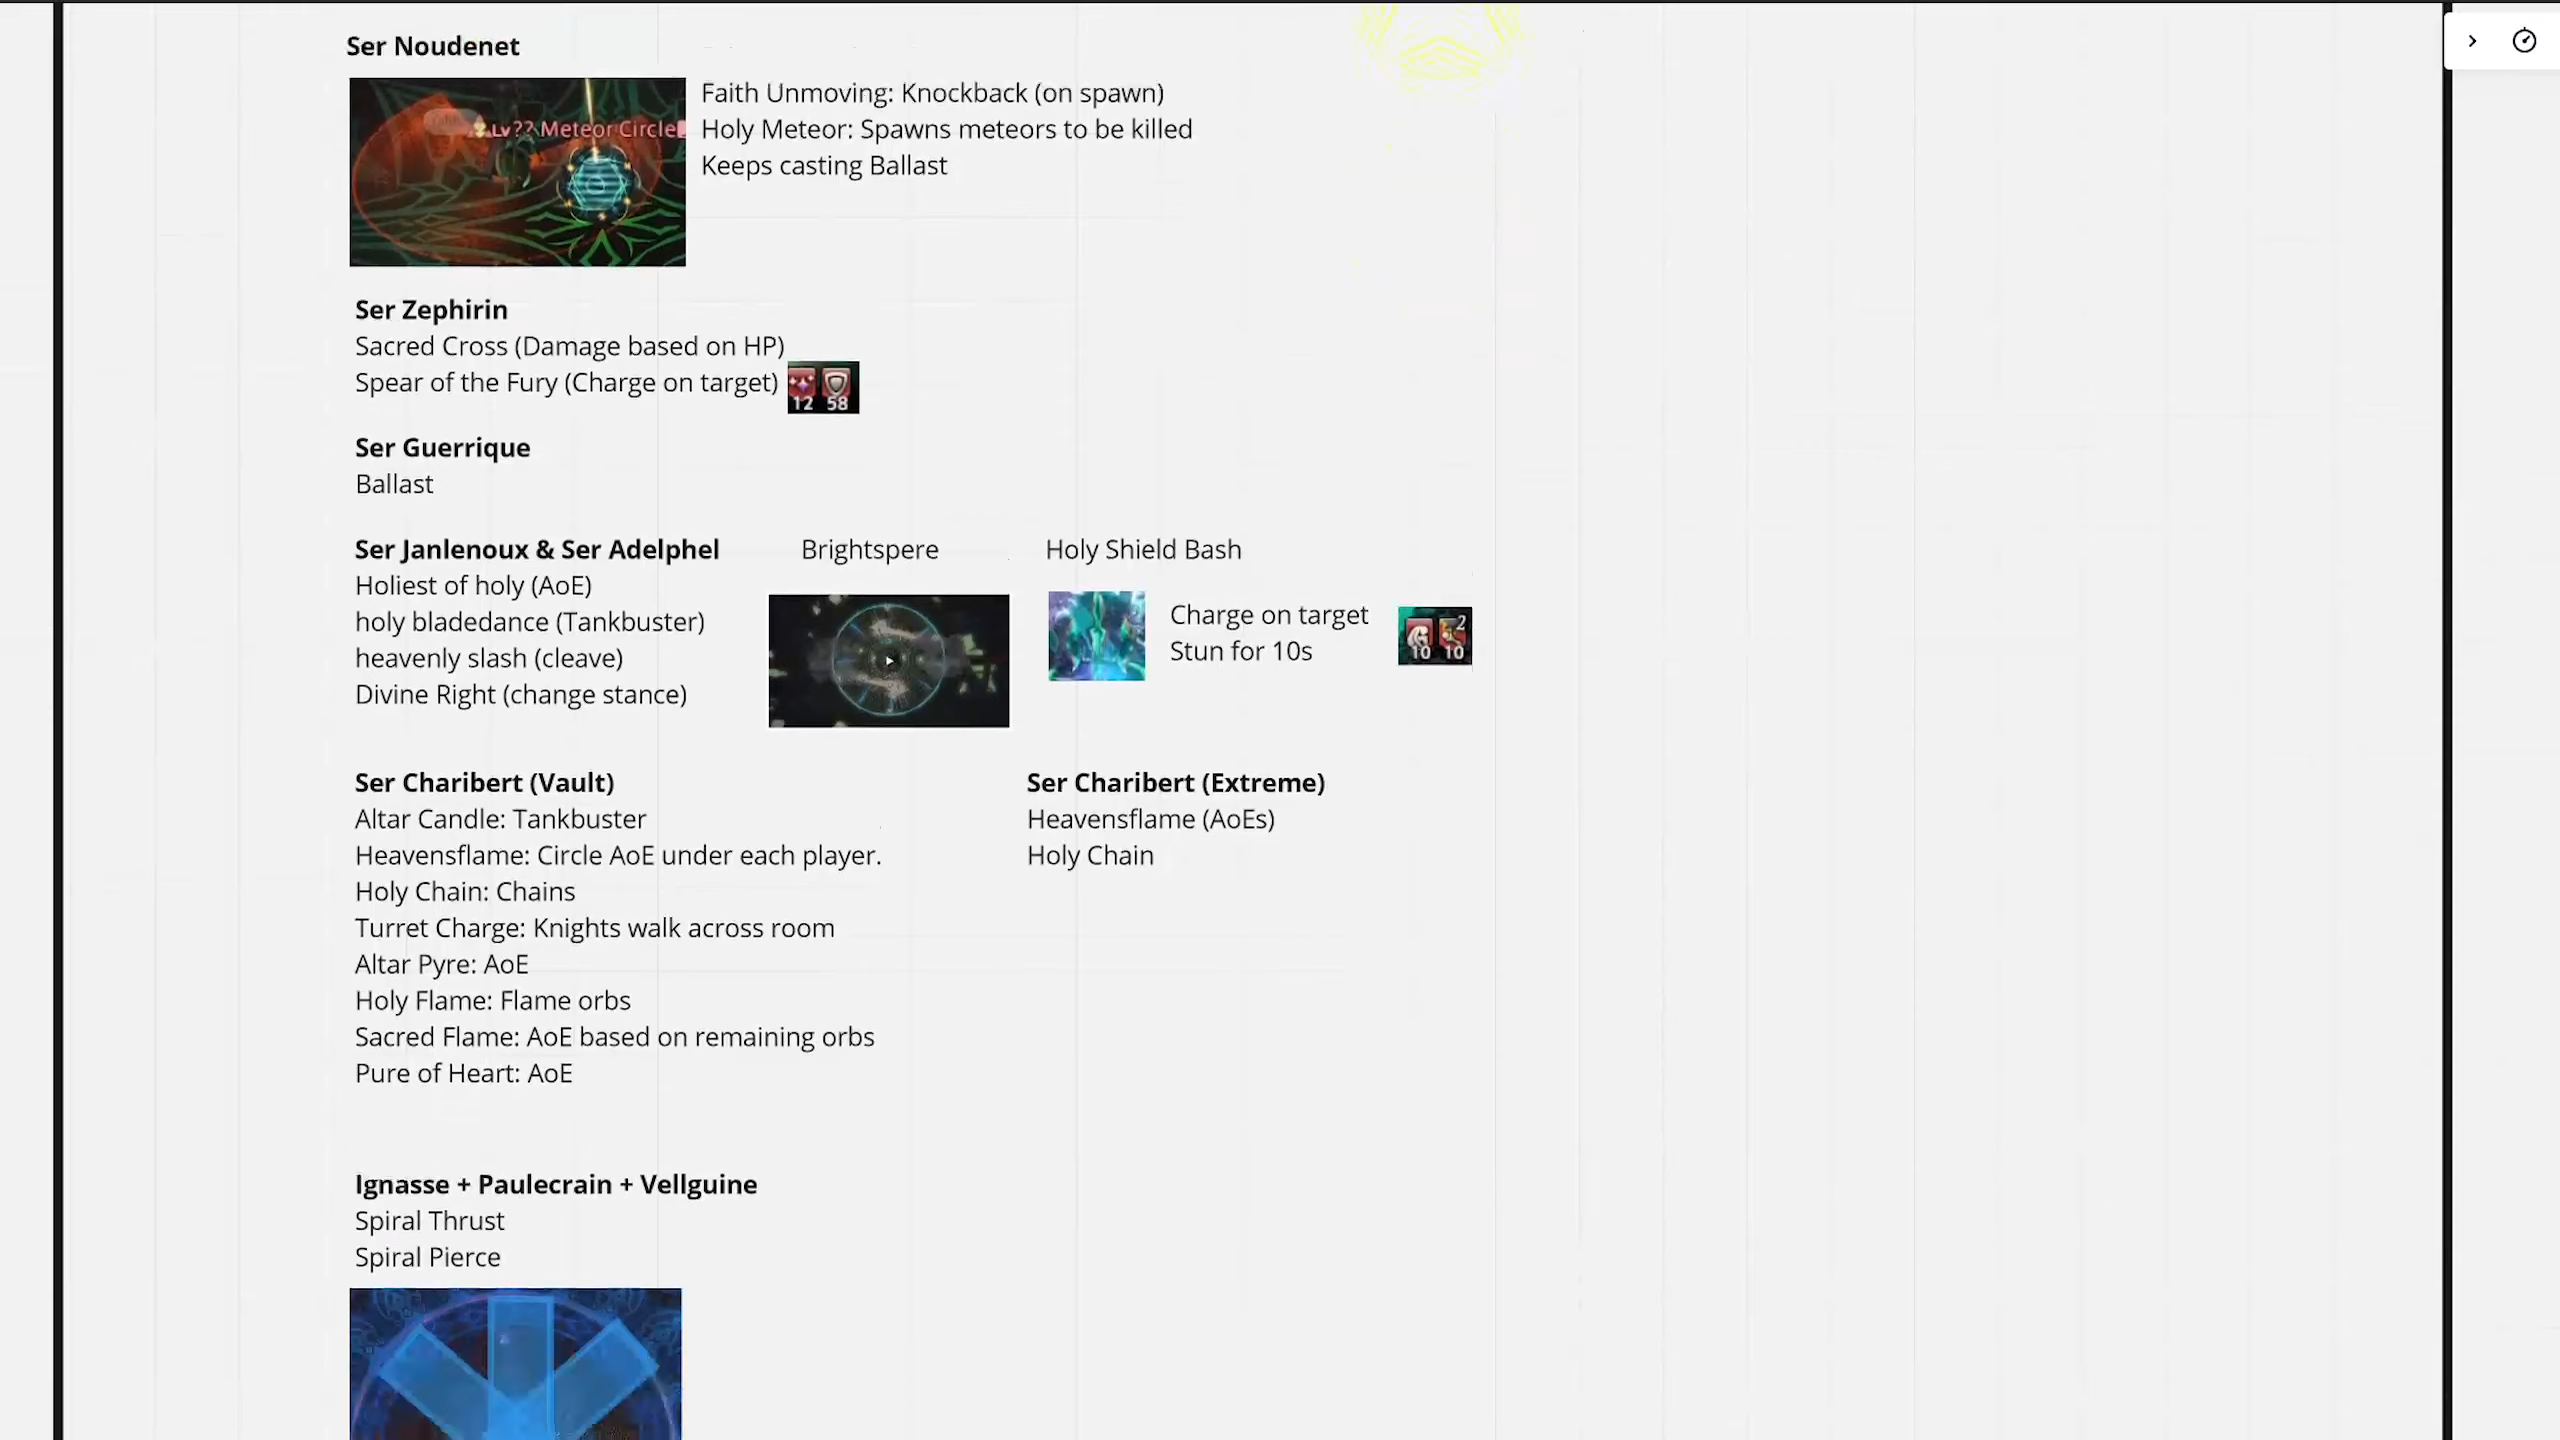 Ser Noudenet
Lv?? Meteor Circle
Faith Unmoving: Knockback (on spawn)
Holy Meteor: Spawns meteors to be killed
Keeps casting Ballast
Ser Zephirin
Sacred Cross (Damage based on HP)
Spear of the Fury (Charge on target)
12 58
Ser Guerrique
Ballast
Ser Janlenoux & Ser Adelphel
Holiest of holy (AoE)
holy bladedance (Tankbuster)
heavenly slash (cleave)
Divine Right (change stance)
Brightspere
Holy Shield Bash
Charge on target
Stun for 10s
2
10 10
Ser Charibert (Vault)
Altar Candle: Tankbuster
Heavensflame: Circle AoE under each player.
Holy Chain: Chains
Turret Charge: Knights walk across room
Altar Pyre: AoE
Holy Flame: Flame orbs
Sacred Flame: AoE based on remaining orbs
Pure of Heart: AoE
Ser Charibert (Extreme)
Heavensflame (AoEs)
Holy Chain
Ignasse + Paulecrain + Vellguine
Spiral Thrust
Spiral Pierce